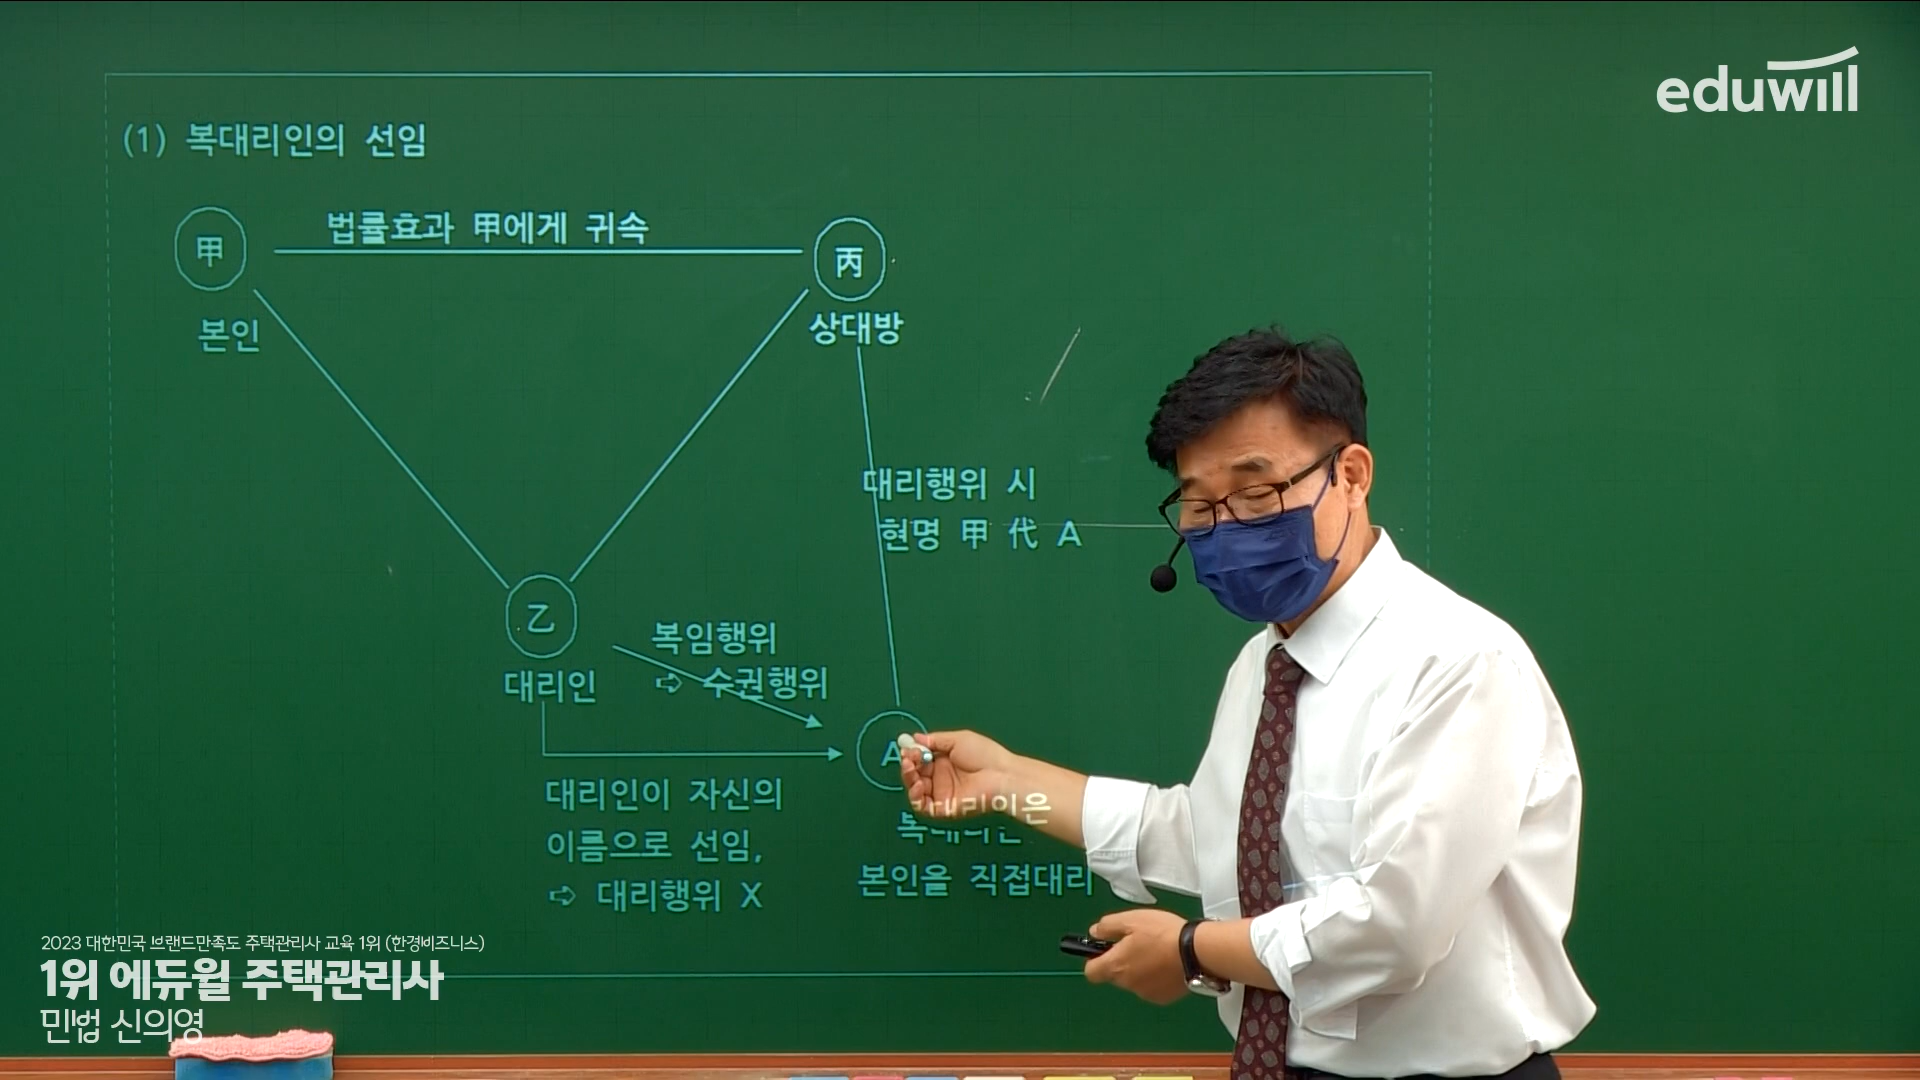 eduwill
(1) 복대리인의 선임
법률효과 甲에게 귀속
甲
丙
본인
상대방
대리행위 시
현명 甲 代 A
乙
복임행위
⇨ 수권행위
대리인
A
대리인이 자신의
이름으로 선임,
⇨ 대리행위 X
복대리인은
본인을 직접대리
2023 대한민국 브랜드만족도 주택관리사 교육 1위 (한경비즈니스)
1위 에듀윌 주택관리사
민법 신의영